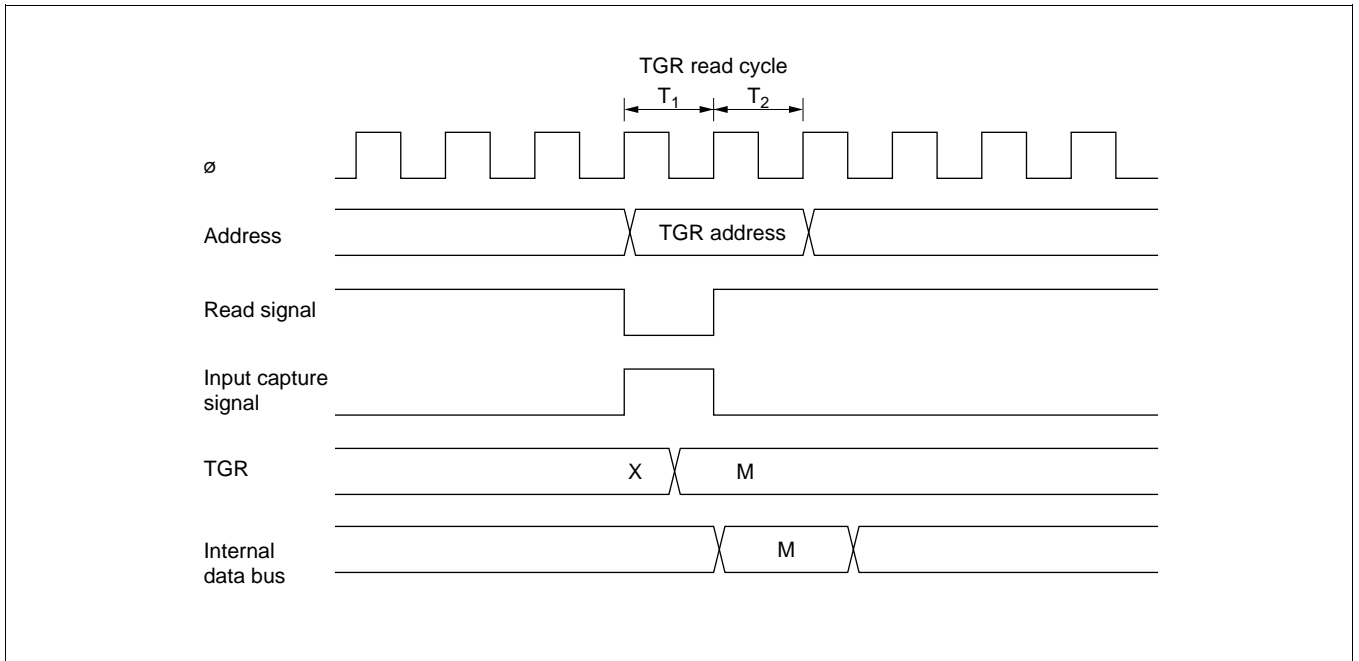 TGR read cycle
T₁ T₂
ø
Address
TGR address
Read signal
Input capture
signal
TGR
X M
Internal
data bus
M